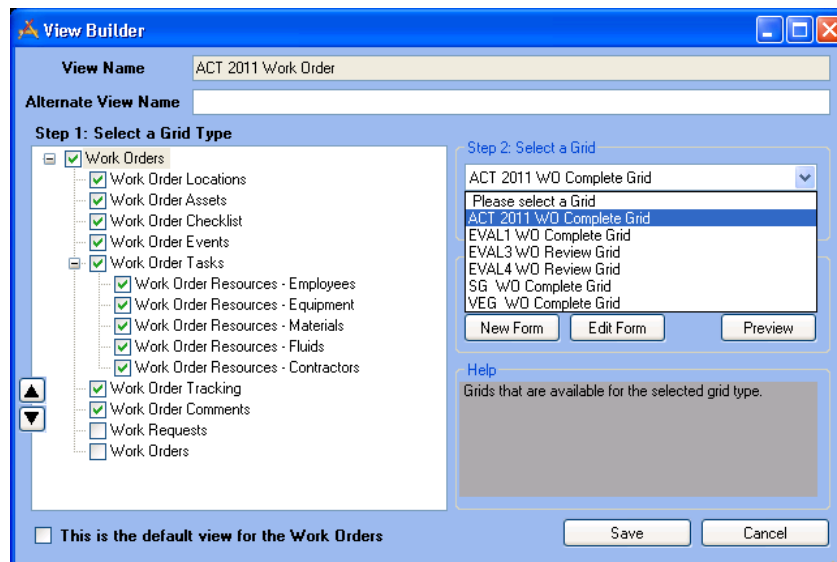 View Builder
View Name
ACT 2011 Work Order
Alternate View Name
Step 1: Select a Grid Type
Work Orders
Work Order Locations
Work Order Assets
Work Order Checklist
Work Order Events
Work Order Tasks
Work Order Resources - Employees
Work Order Resources - Equipment
Work Order Resources - Materials
Work Order Resources - Fluids
Work Order Resources - Contractors
Work Order Tracking
Work Order Comments
Work Requests
Work Orders
This is the default view for the Work Orders
Step 2: Select a Grid
ACT 2011 WO Complete Grid
Please select a Grid
ACT 2011 WO Complete Grid
EVAL1 WO Complete Grid
EVAL3 WO Review Grid
EVAL4 WO Review Grid
SG WO Complete Grid
VEG WO Complete Grid
New Form Edit Form Preview
Help
Grids that are available for the selected grid type.
Save Cancel